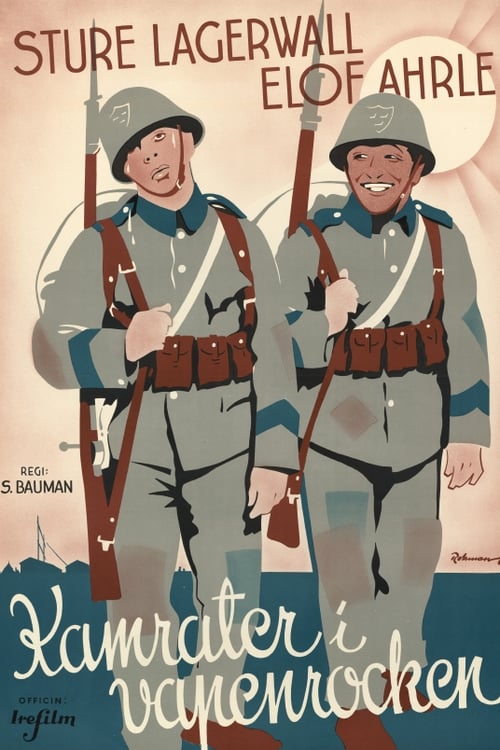 STURE LAGERWALL
ELOF AHRLE
REGI:
S. BAUMAN
Rohman
Kamrater i
vapenrocken
OFFICIN:
Irefilm